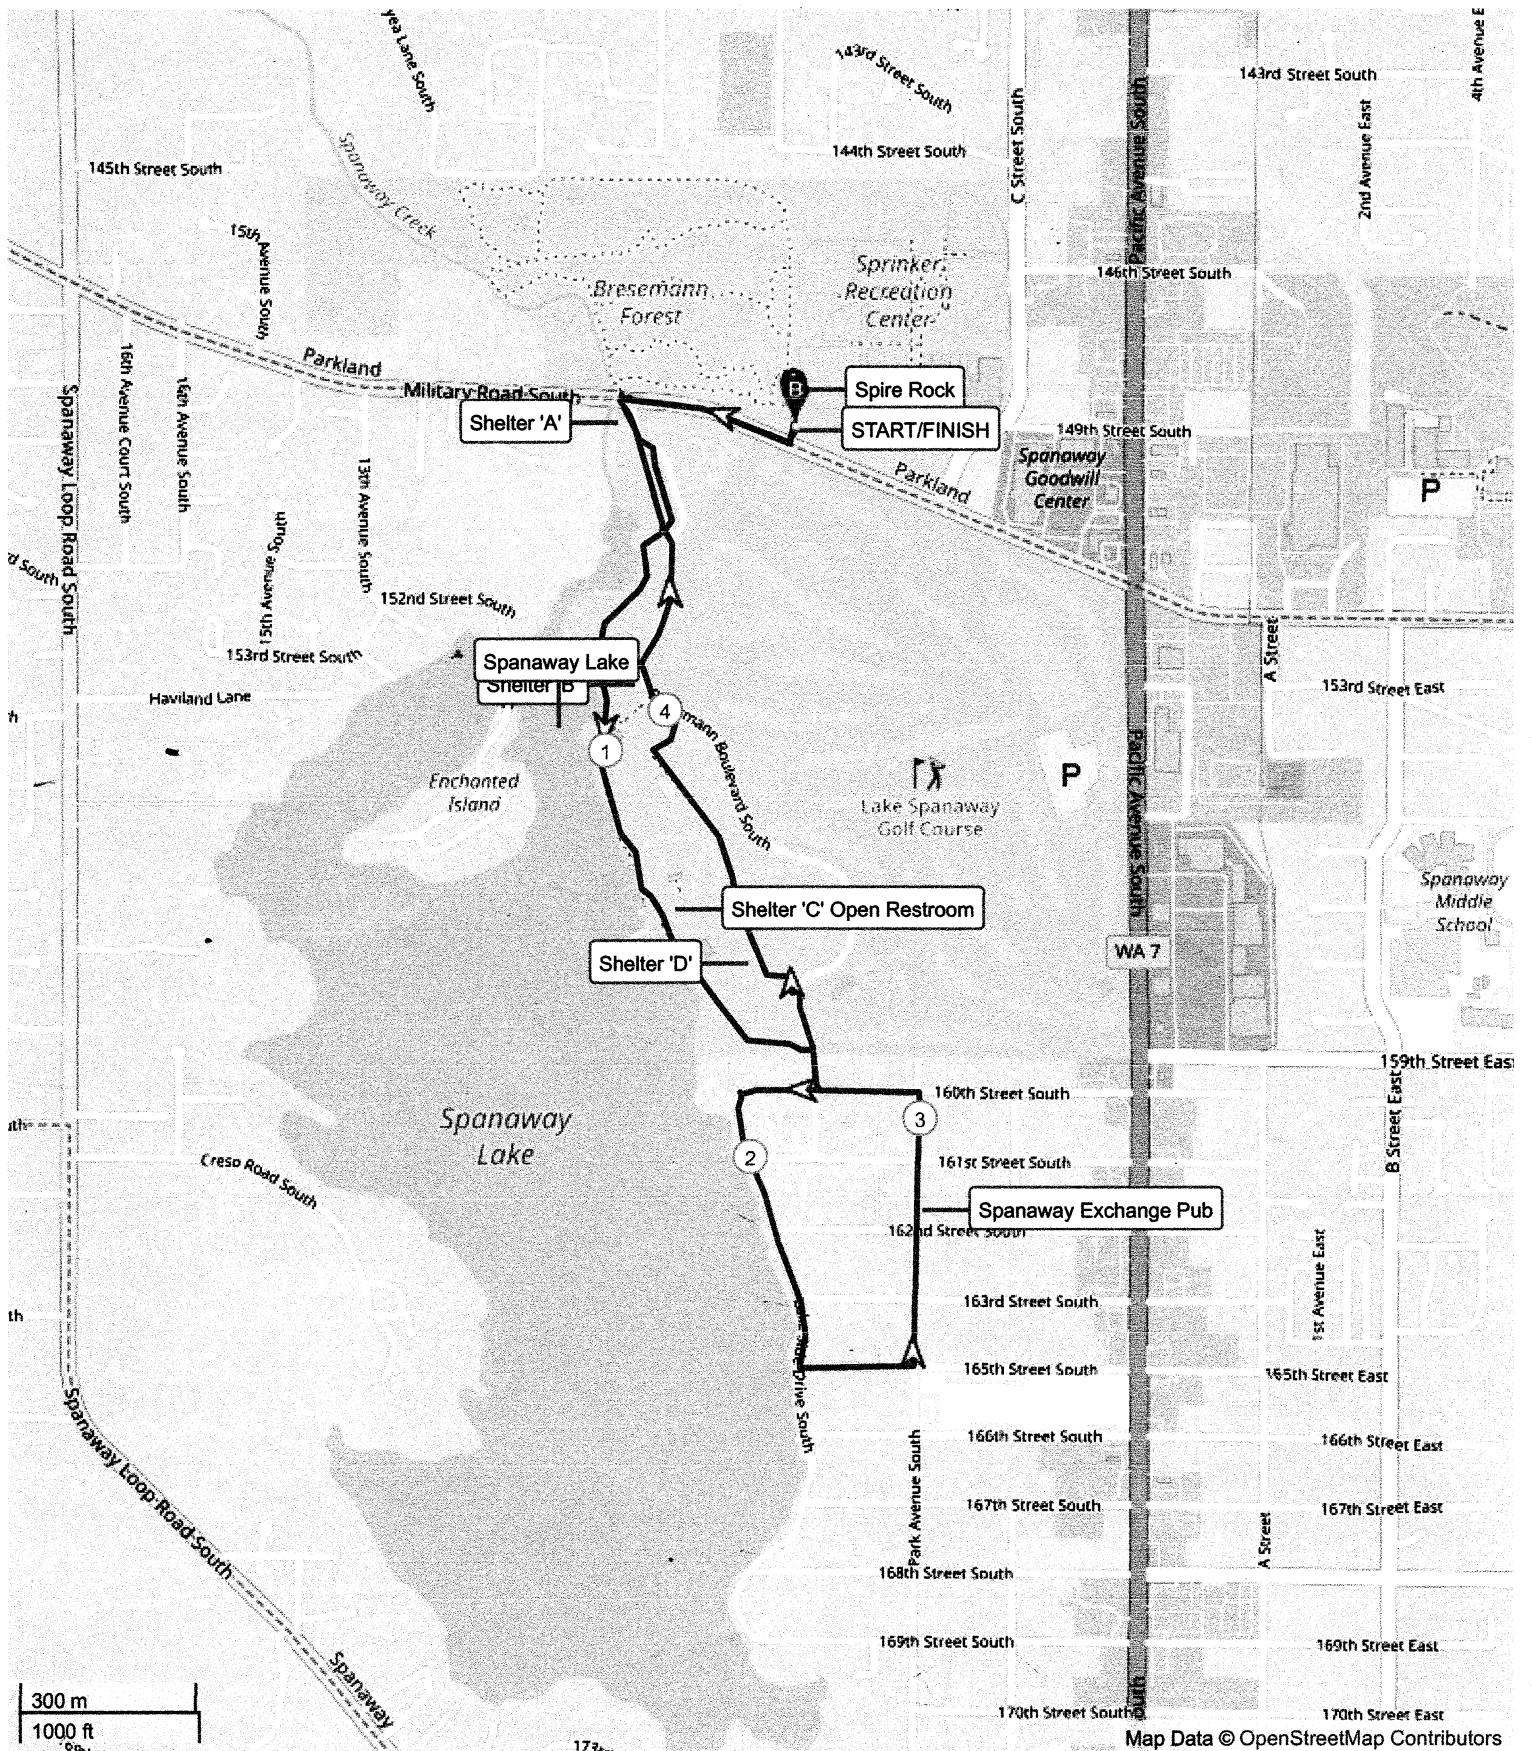 143rd Street South
143rd Street South
4th Avenue E
C Street South
Pacific Avenue South
2nd Avenue East
144th Street South
145th Street South
Spanaway Creek
15th Avenue South
146th Street South
Sprinker
Recreation
Center
Bresemann
Forest
Parkland
Military Road South
16th Avenue Court South
16th Avenue South
Spanaway Loop Road South
B
Spire Rock
Shelter 'A'
START/FINISH
149th Street South
Spanaway
Goodwill
Center
Parkland
P
13th Avenue South
15th Avenue South
152nd Street South
153rd Street South
A Street
Spanaway Lake
Shelter 'B'
153rd Street East
Haviland Lane
4
mann Boulevard South
1
Pacific Avenue South
P
Enchanted
Island
Lake Spanaway
Golf Course
Spanaway
Middle
School
Shelter 'C' Open Restroom
WA 7
Shelter 'D'
159th Street East
160th Street South
3
B Street East
Spanaway
Lake
2
161st Street South
Creso Road South
Spanaway Exchange Pub
162nd Street South
1st Avenue East
163rd Street South
165th Street South
165th Street East
Drive South
Spanaway Loop Road South
Park Avenue South
166th Street South
166th Street East
167th Street South
167th Street East
A Street
168th Street South
169th Street South
169th Street East
Spanaway
300 m
1000 ft
170th Street South
170th Street East
Map Data © OpenStreetMap Contributors